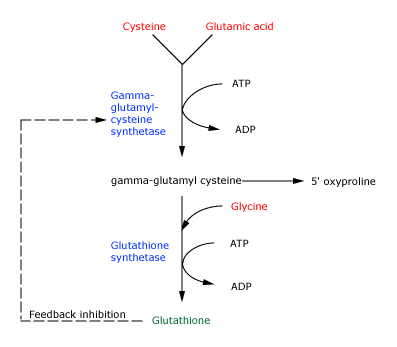 Cysteine
Glutamic acid
ATP
Gamma-
glutamyl-
cysteine
synthetase
ADP
gamma-glutamyl cysteine
5' oxyproline
Glycine
Glutathione
synthetase
ATP
ADP
Feedback inhibition
Glutathione